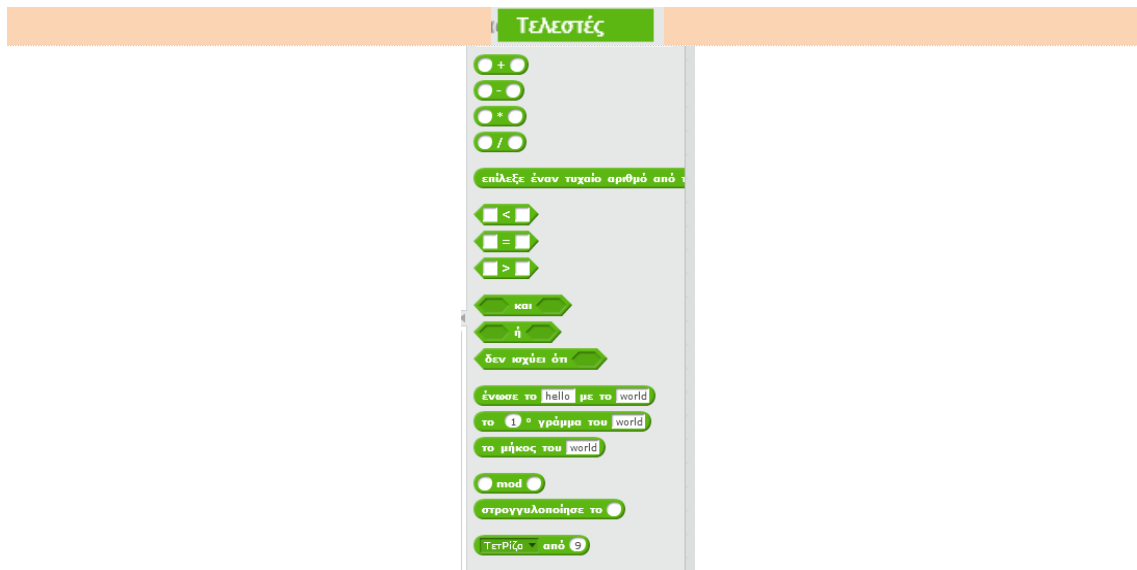 Τελεστές
+
-
*
/
επίλεξε έναν τυχαίο αριθμό από
<
=
>
και
ή
δεν ισχύει ότι
ένωσε το hello με το world
το 1 ° γράμμα του world
το μήκος του world
mod
στρογγυλοποίησε το
ΤετΡίζα από 9